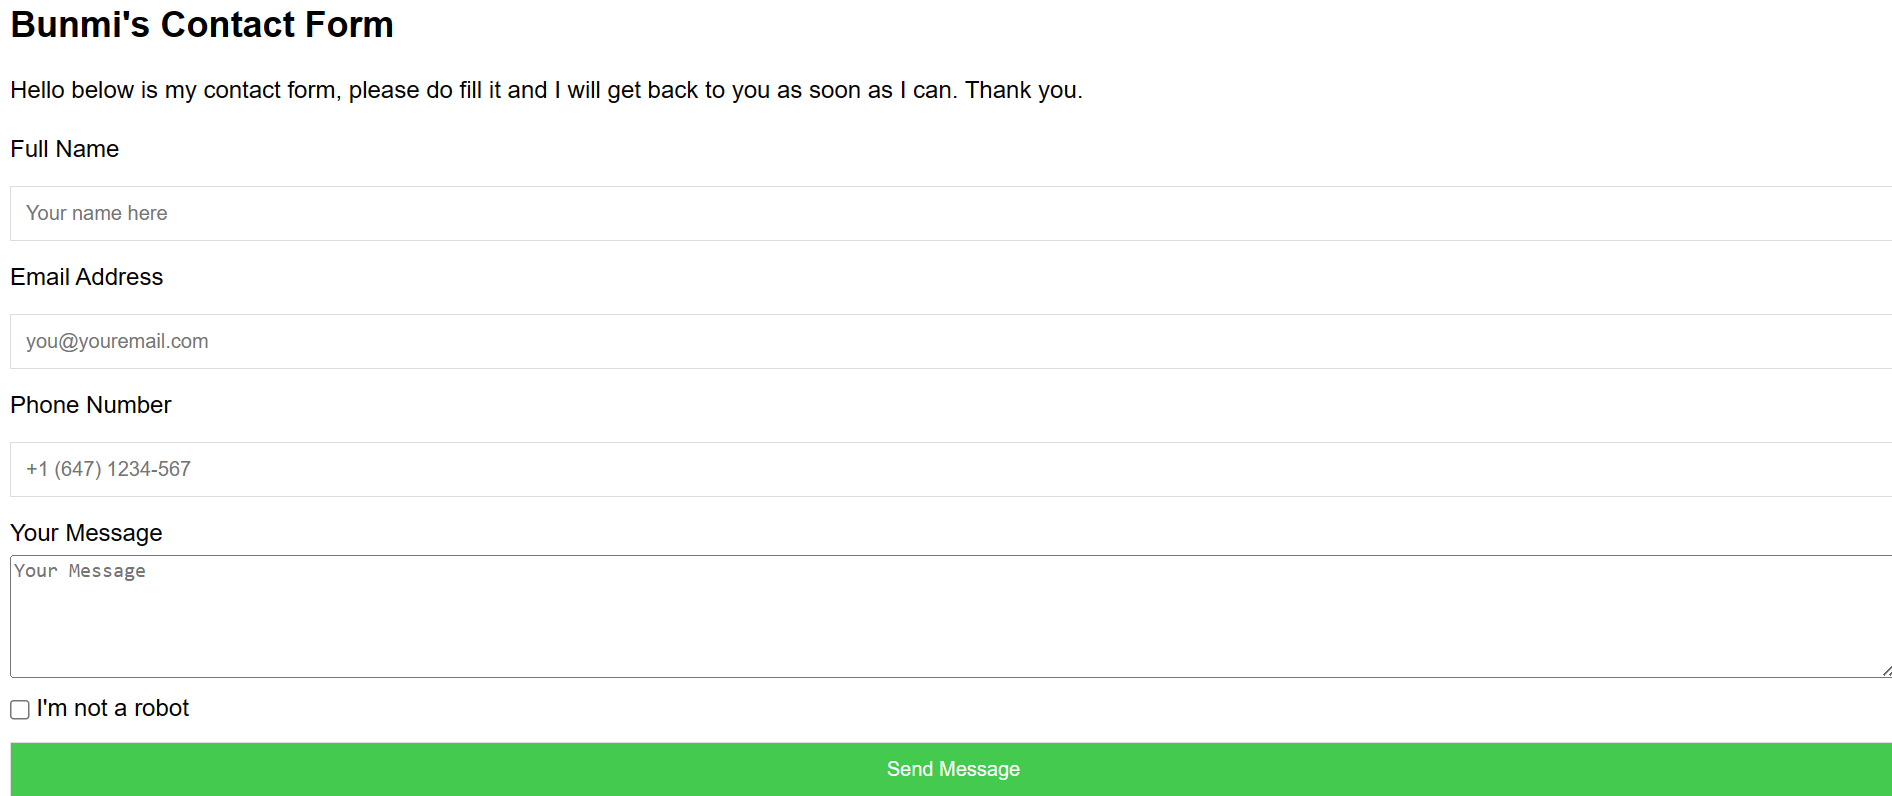 Bunmi's Contact Form
Hello below is my contact form, please do fill it and I will get back to you as soon as I can. Thank you.
Full Name
Your name here
Email Address
you@youremail.com
Phone Number
+1 (647) 1234-567
Your Message
Your Message
I'm not a robot
Send Message